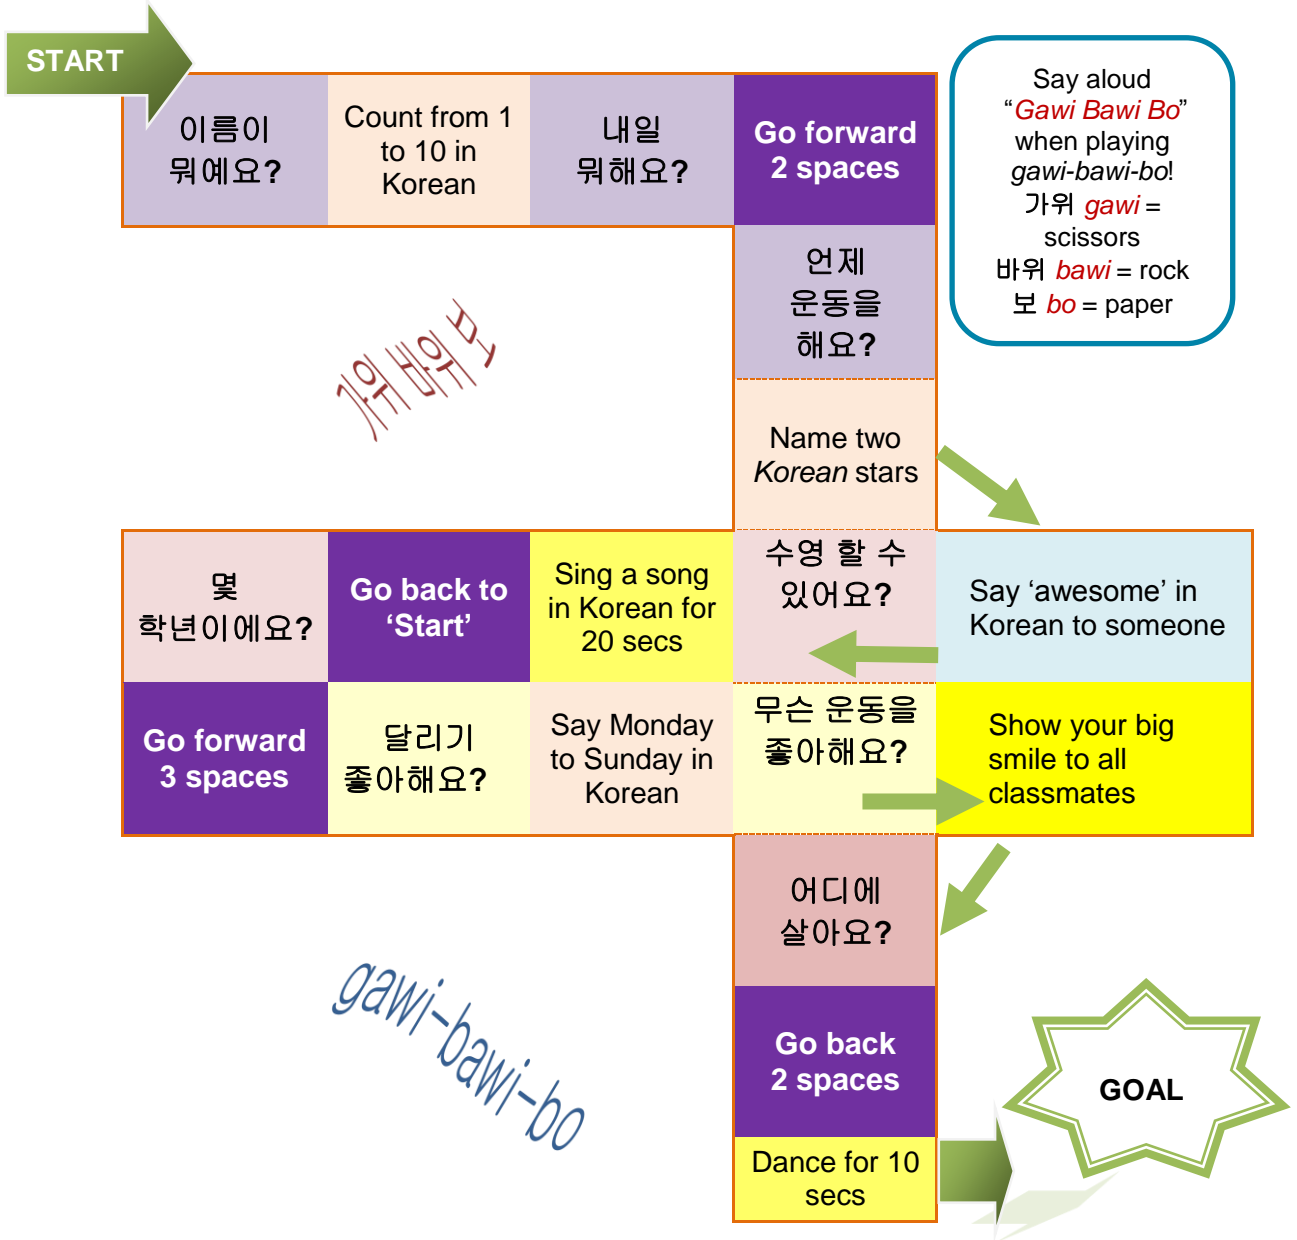 START
이름이
뭐예요?
Count from 1
to 10 in
Korean
내일
뭐해요?
Go forward
2 spaces
Say aloud
“Gawi Bawi Bo”
when playing
gawi-bawi-bo!
가위 gawi =
scissors
바위 bawi = rock
보 bo = paper
언제
운동을
해요?
가위 바위 보
Name two
Korean stars
몇
학년이에요?
Go back to
‘Start’
Sing a song
in Korean for
20 secs
수영 할 수
있어요?
Say ‘awesome’ in
Korean to someone
Go forward
3 spaces
달리기
좋아해요?
Say Monday
to Sunday in
Korean
무슨 운동을
좋아해요?
Show your big
smile to all
classmates
어디에
살아요?
gawi-bawi-bo
Go back
2 spaces
GOAL
Dance for 10
secs